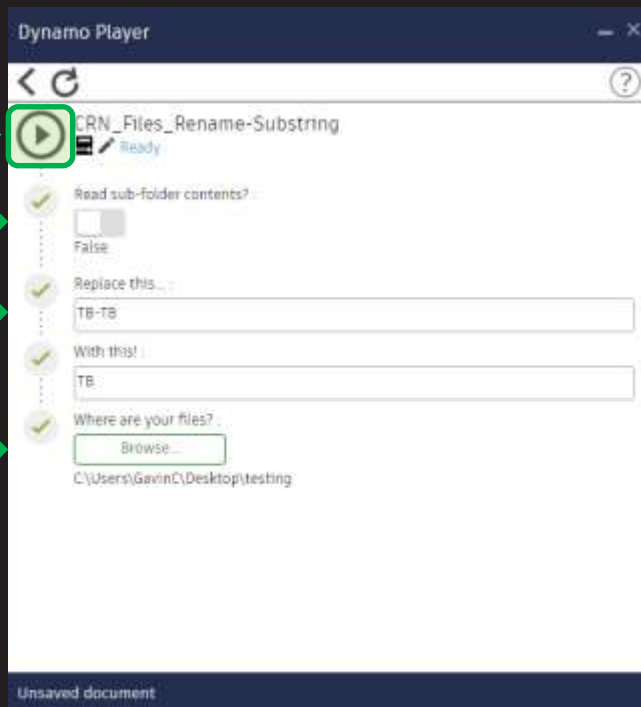 Dynamo Player
CRN_Files_Rename-Substring
Ready
Read sub-folder contents? :
False
Replace this... :
TB-TB
With this! :
TB
Where are your files? :
Browse...
C:\Users\GavinC\Desktop\testing
Unsaved document